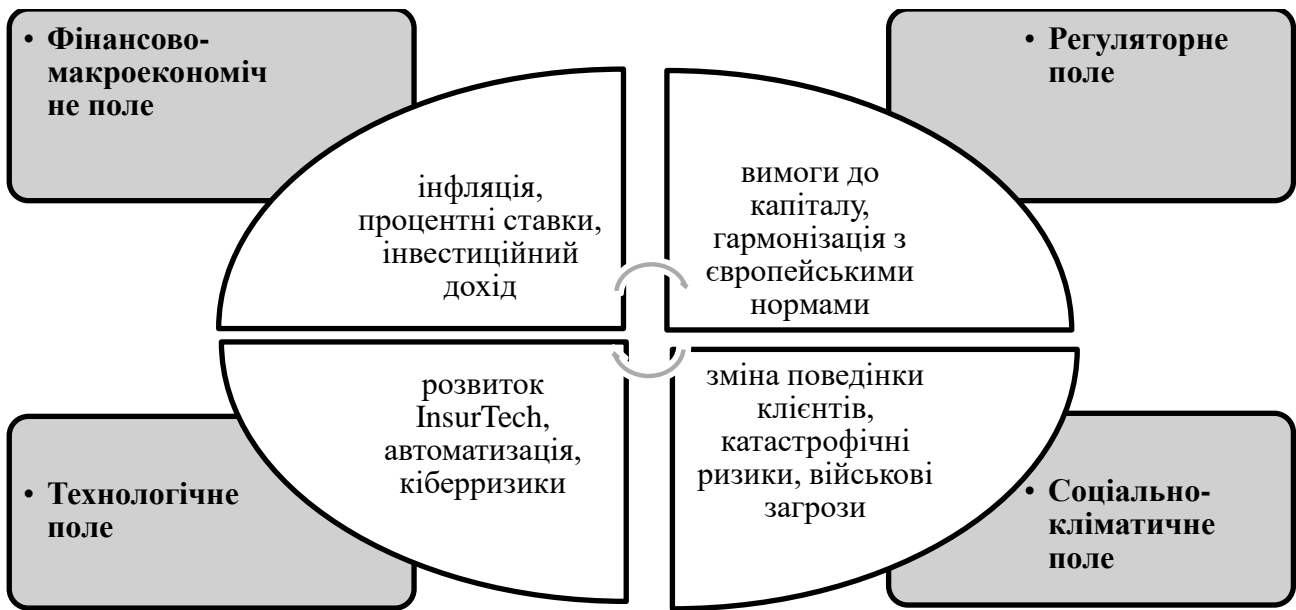 • Фінансово-
макроекономіч
не поле
• Регуляторне
поле
інфляція,
процентні ставки,
інвестиційний
дохід
вимоги до
капіталу,
гармонізація з
європейськими
нормами
розвиток
InsurTech,
автоматизація,
кіберризики
зміна поведінки
клієнтів,
катастрофічні
ризики, військові
загрози
• Технологічне
поле
• Соціально-
кліматичне
поле